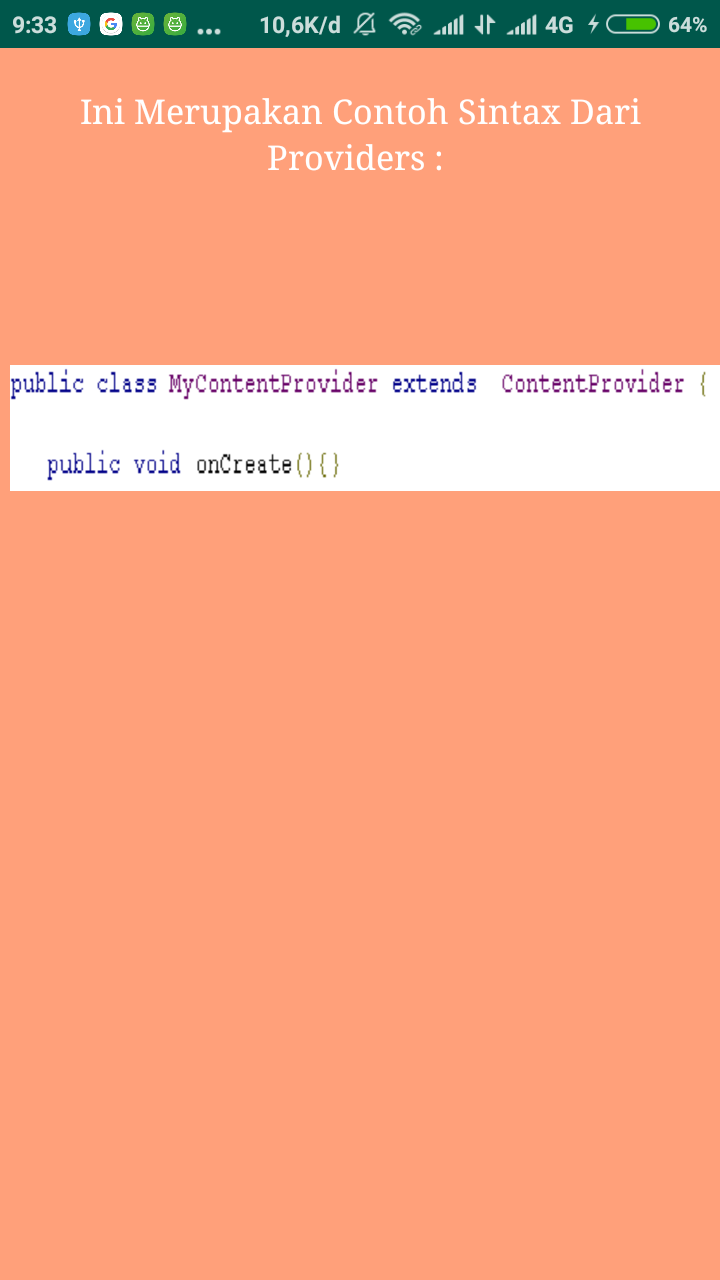 9:33 ... 10,6K/d 4G 64%
Ini Merupakan Contoh Sintax Dari
Providers :
public class MyContentProvider extends  ContentProvider {
public void onCreate(){}